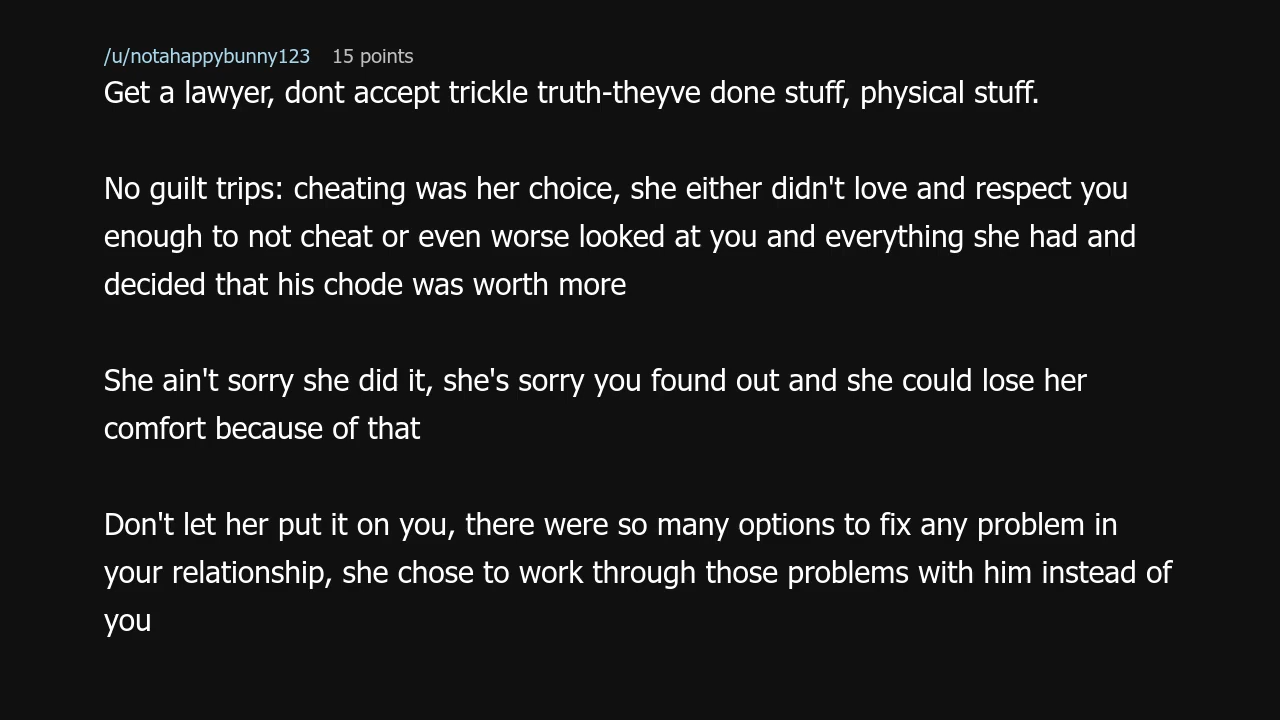 /u/notahappybunny123 15 points
Get a lawyer, dont accept trickle truth-theyve done stuff, physical stuff.
No guilt trips: cheating was her choice, she either didn't love and respect you
enough to not cheat or even worse looked at you and everything she had and
decided that his chode was worth more
She ain't sorry she did it, she's sorry you found out and she could lose her
comfort because of that
Don't let her put it on you, there were so many options to fix any problem in
your relationship, she chose to work through those problems with him instead of
you